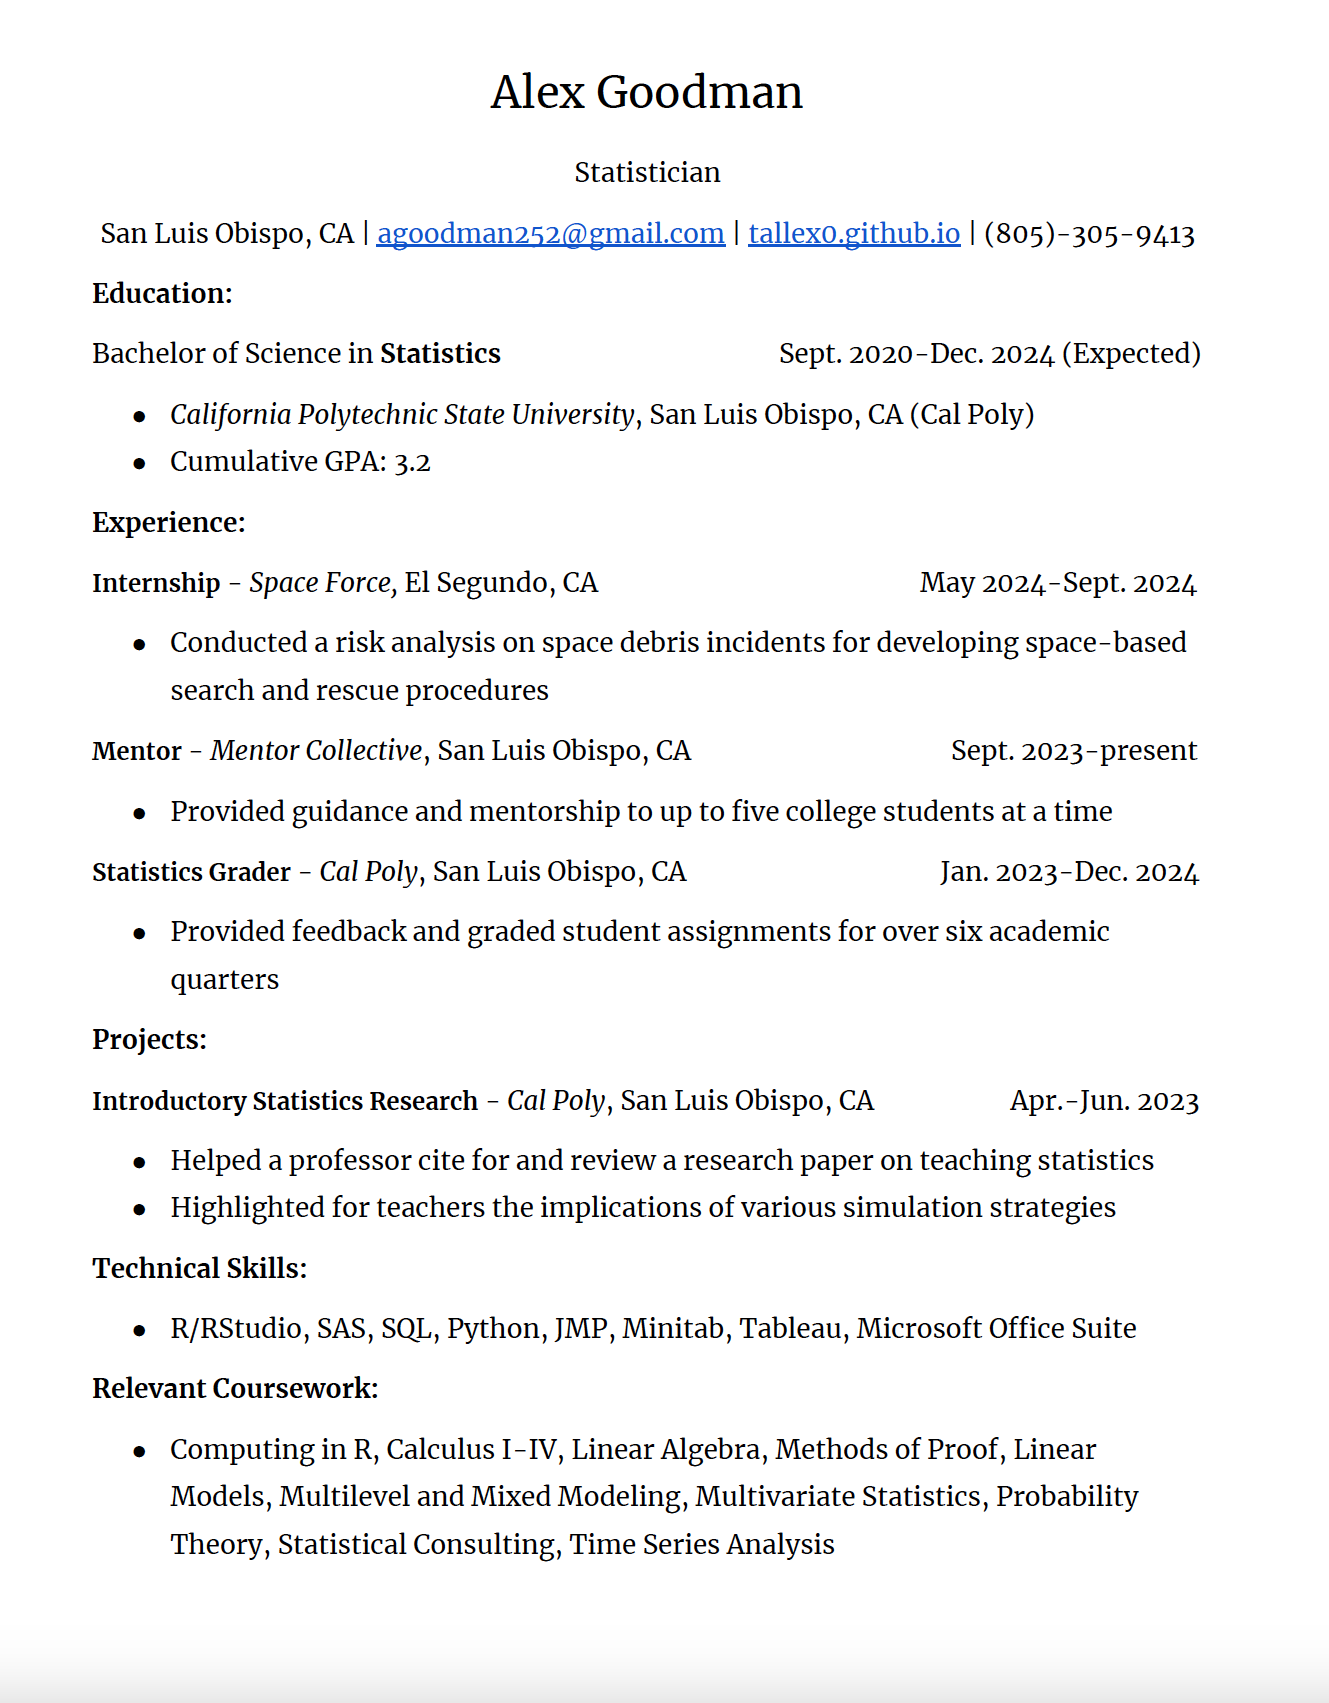 Alex Goodman
Statistician
San Luis Obispo, CA | agoodman252@gmail.com | tallex0.github.io | (805)-305-9413
Education:
Bachelor of Science in Statistics Sept. 2020-Dec. 2024 (Expected)
● California Polytechnic State University, San Luis Obispo, CA (Cal Poly)
● Cumulative GPA: 3.2
Experience:
Internship - Space Force, El Segundo, CA May 2024-Sept. 2024
● Conducted a risk analysis on space debris incidents for developing space-based
search and rescue procedures
Mentor - Mentor Collective, San Luis Obispo, CA Sept. 2023-present
● Provided guidance and mentorship to up to five college students at a time
Statistics Grader - Cal Poly, San Luis Obispo, CA Jan. 2023-Dec. 2024
● Provided feedback and graded student assignments for over six academic
quarters
Projects:
Introductory Statistics Research - Cal Poly, San Luis Obispo, CA Apr.-Jun. 2023
● Helped a professor cite for and review a research paper on teaching statistics
● Highlighted for teachers the implications of various simulation strategies
Technical Skills:
● R/RStudio, SAS, SQL, Python, JMP, Minitab, Tableau, Microsoft Office Suite
Relevant Coursework:
● Computing in R, Calculus I-IV, Linear Algebra, Methods of Proof, Linear
Models, Multilevel and Mixed Modeling, Multivariate Statistics, Probability
Theory, Statistical Consulting, Time Series Analysis